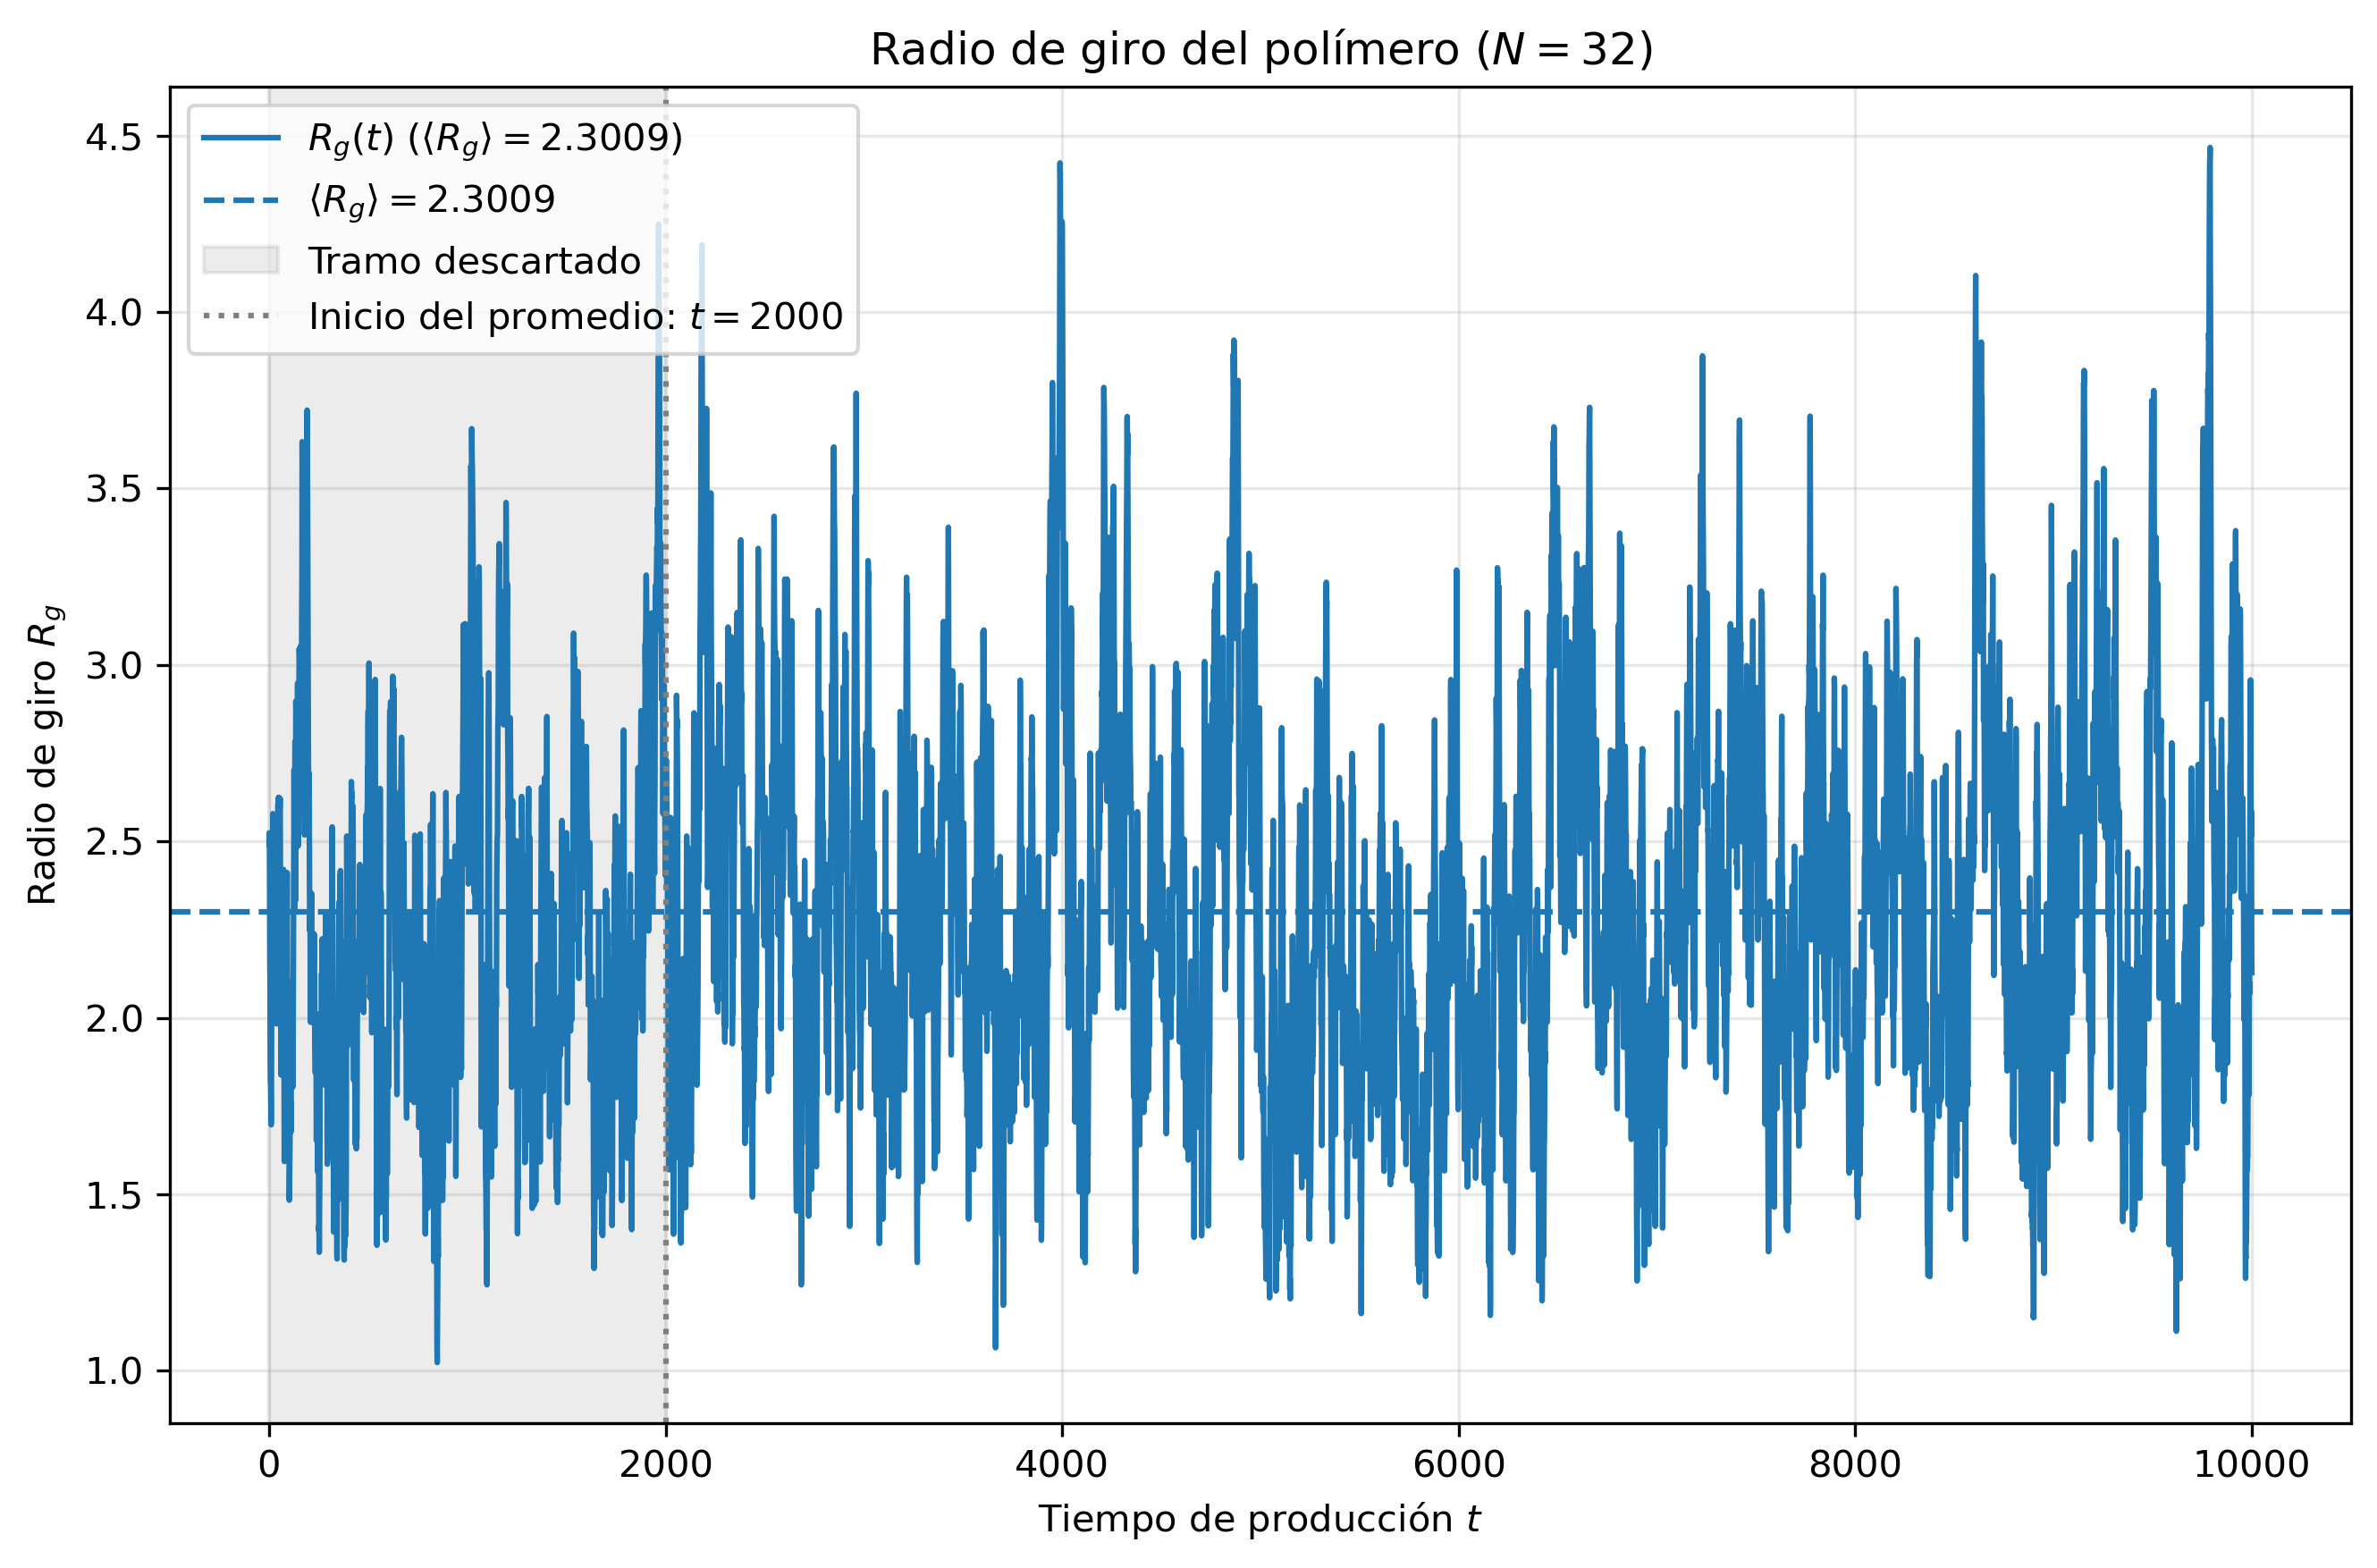 Radio de giro del polímero (N = 32)
R_g(t) (⟨R_g⟩ = 2.3009)
⟨R_g⟩ = 2.3009
Tramo descartado
Inicio del promedio: t = 2000
4.5
4.0
3.5
3.0
2.5
2.0
1.5
1.0
Radio de giro R_g
0 2000 4000 6000 8000 10000
Tiempo de producción t